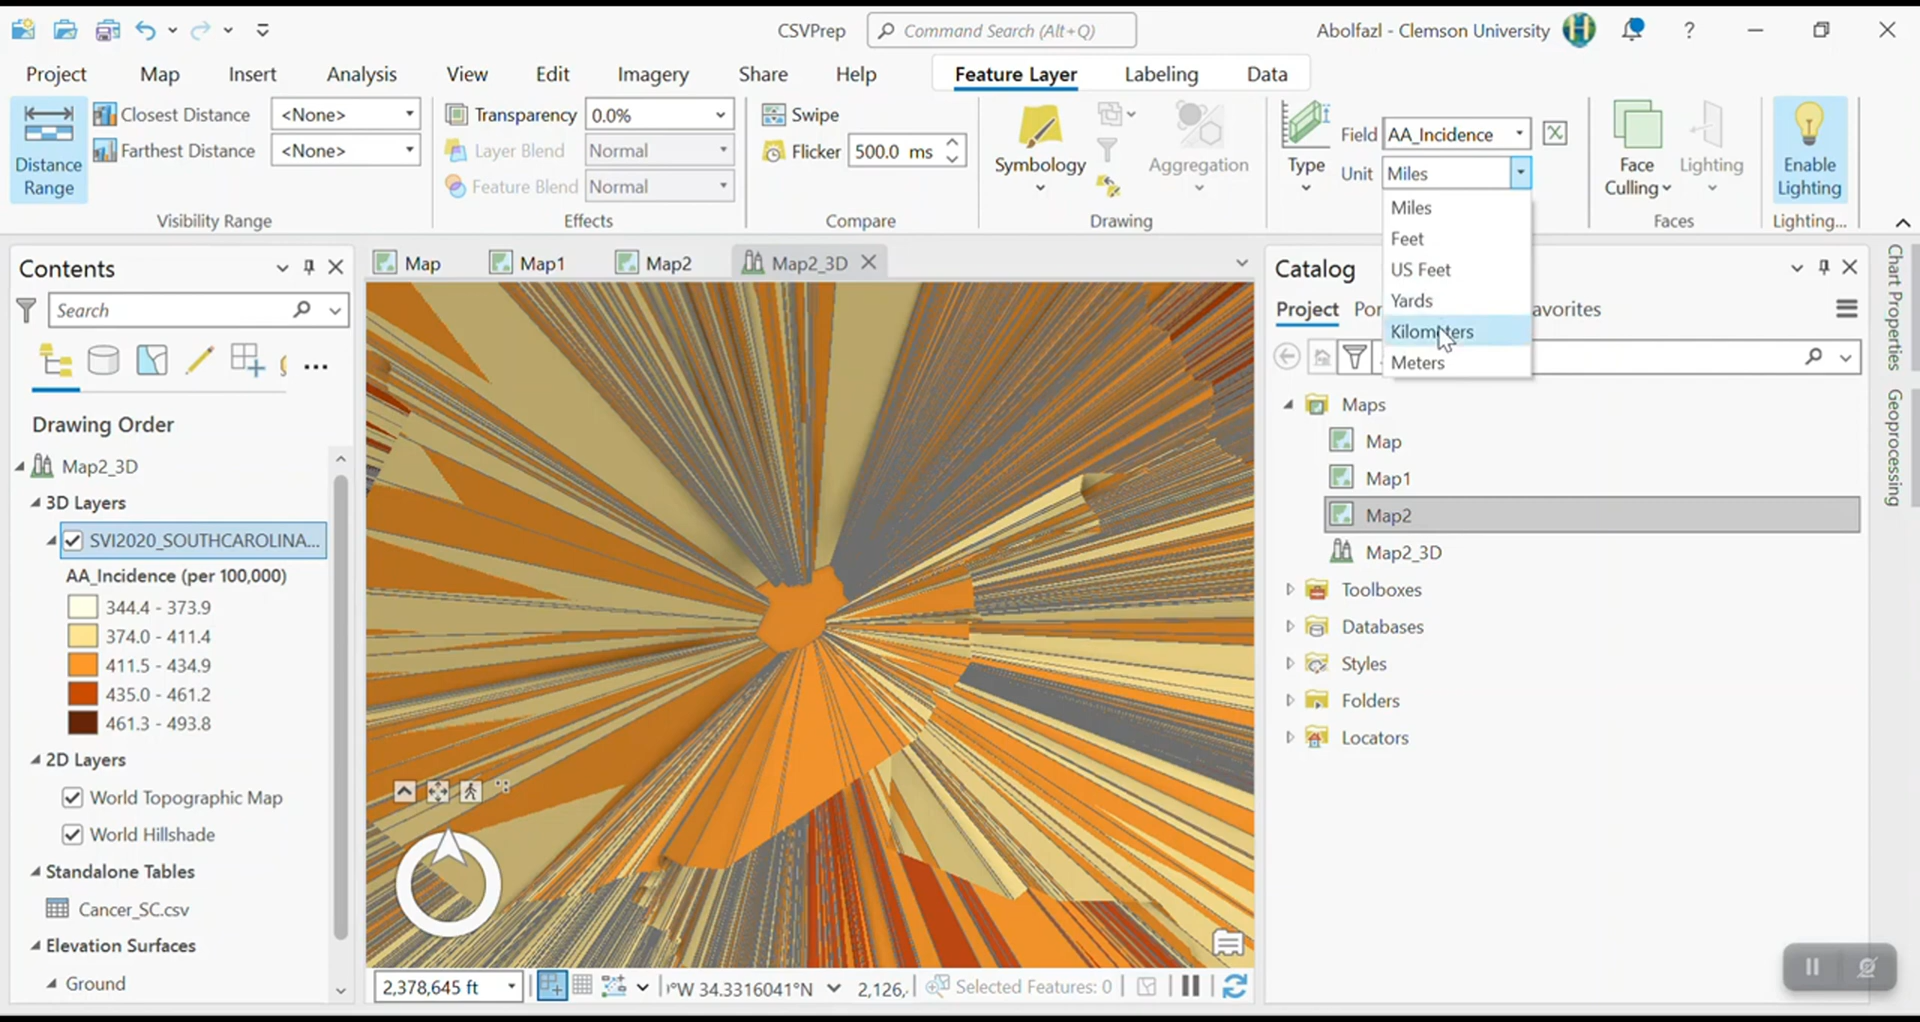 CSVPrep
Command Search (Alt+Q)
Abolfazl - Clemson University
?
Project
Map
Insert
Analysis
View
Edit
Imagery
Share
Help
Feature Layer
Labeling
Data
Distance Range
Closest Distance
<None>
Farthest Distance
<None>
Visibility Range
Transparency
0.0%
Layer Blend
Normal
Feature Blend
Normal
Effects
Swipe
Flicker
500.0 ms
Compare
Symbology
Aggregation
Drawing
Type
Field
AA_Incidence
Unit
Miles
Miles
Feet
US Feet
Yards
Kilometers
Meters
Face Culling
Lighting
Faces
Enable Lighting
Lighting...
Contents
Search
Drawing Order
Map2_3D
3D Layers
SVI2020_SOUTHCAROLINA...
AA_Incidence (per 100,000)
344.4 - 373.9
374.0 - 411.4
411.5 - 434.9
435.0 - 461.2
461.3 - 493.8
2D Layers
World Topographic Map
World Hillshade
Standalone Tables
Cancer_SC.csv
Elevation Surfaces
Ground
Map
Map1
Map2
Map2_3D
2,378,645 ft
°W 34.3316041°N
2,126,
Selected Features: 0
Catalog
Project
Por
avorites
Maps
Map
Map1
Map2
Map2_3D
Toolboxes
Databases
Styles
Folders
Locators
Chart Properties
Geoprocessing